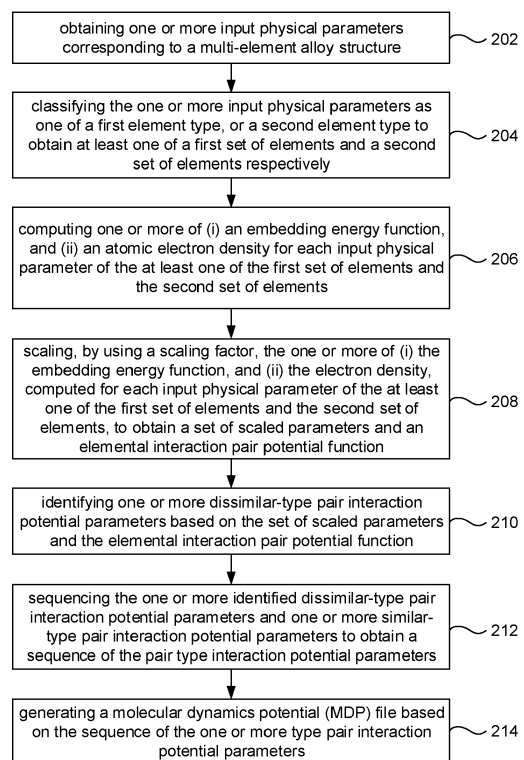 obtaining one or more input physical parameters
corresponding to a multi-element alloy structure
202
classifying the one or more input physical parameters as
one of a first element type, or a second element type to
obtain at least one of a first set of elements and a second
set of elements respectively
204
computing one or more of (i) an embedding energy function,
and (ii) an atomic electron density for each input physical
parameter of the at least one of the first set of elements and
the second set of elements
206
scaling, by using a scaling factor, the one or more of (i) the
embedding energy function, and (ii) the electron density,
computed for each input physical parameter of the at least
one of the first set of elements and the second set of
elements, to obtain a set of scaled parameters and an
elemental interaction pair potential function
208
identifying one or more dissimilar-type pair interaction
potential parameters based on the set of scaled parameters
and the elemental interaction pair potential function
210
sequencing the one or more identified dissimilar-type pair
interaction potential parameters and one or more similar-
type pair interaction potential parameters to obtain a
sequence of the pair type interaction potential parameters
212
generating a molecular dynamics potential (MDP) file based
on the sequence of the one or more type pair interaction
potential parameters
214